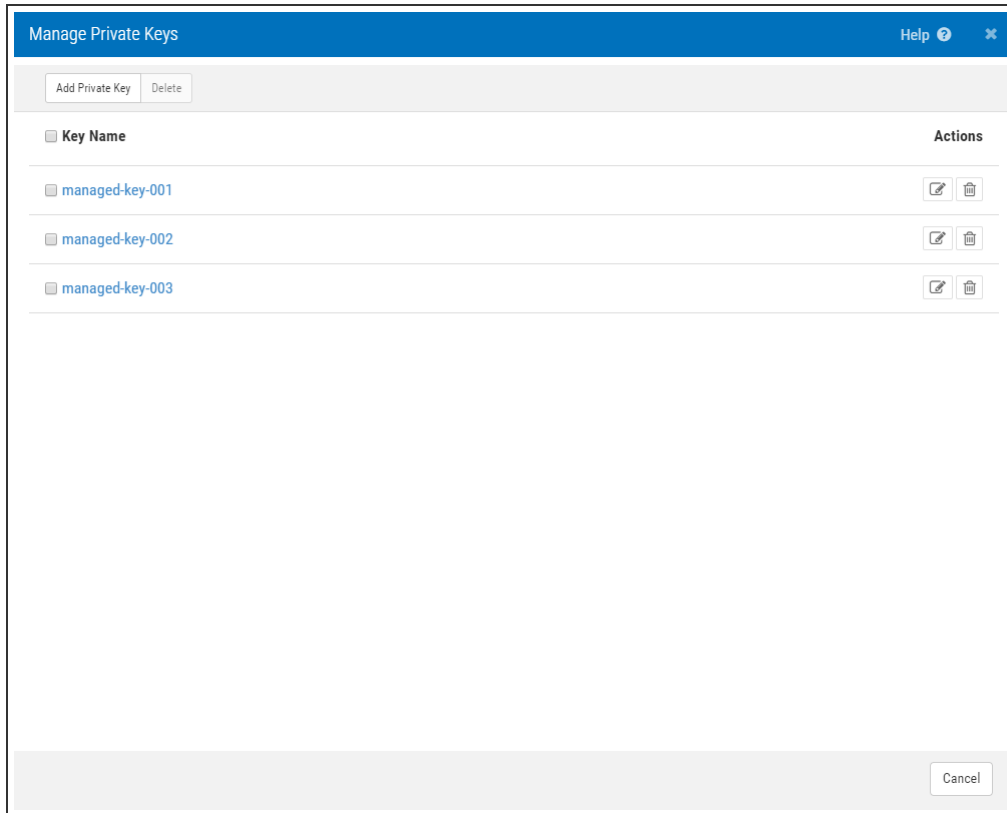 Manage Private Keys Help
Add Private Key Delete
Key Name Actions
managed-key-001
managed-key-002
managed-key-003
Cancel